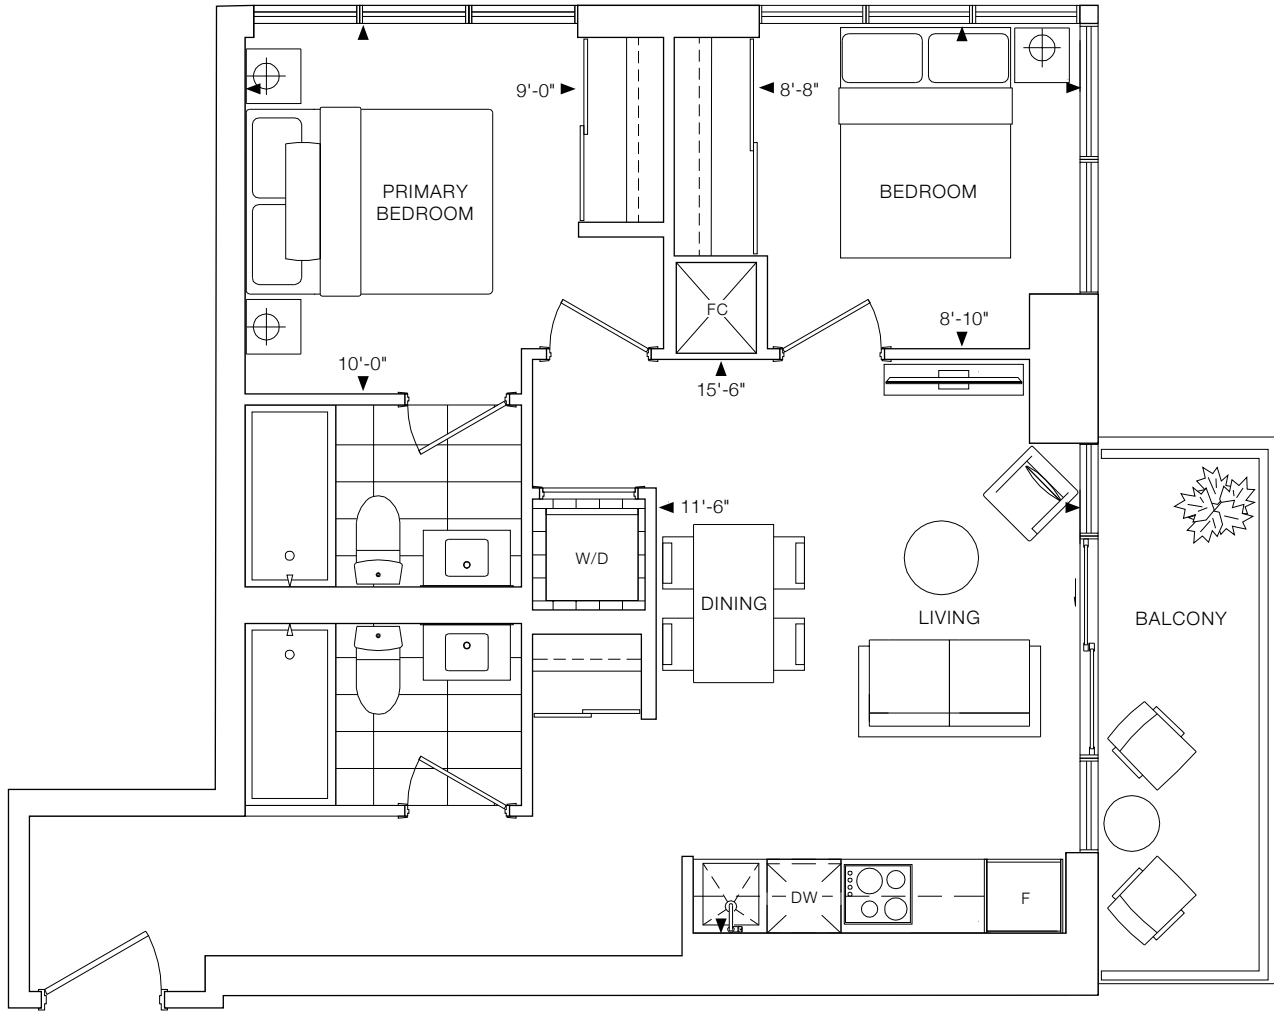 9'-0"
8'-8"
PRIMARY
BEDROOM
BEDROOM
FC
8'-10"
10'-0"
15'-6"
11'-6"
W/D
DINING
LIVING
BALCONY
DW
F